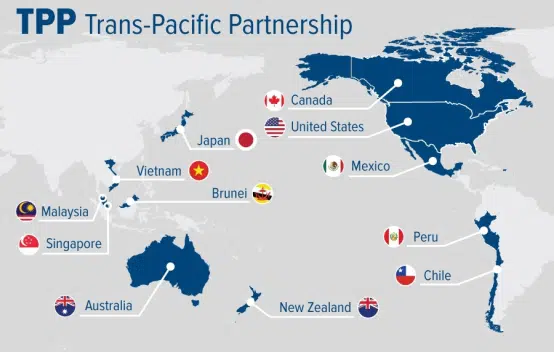 TPP Trans-Pacific Partnership
Canada
United States
Japan
Mexico
Vietnam
Brunei
Malaysia
Singapore
Peru
Chile
Australia
New Zealand